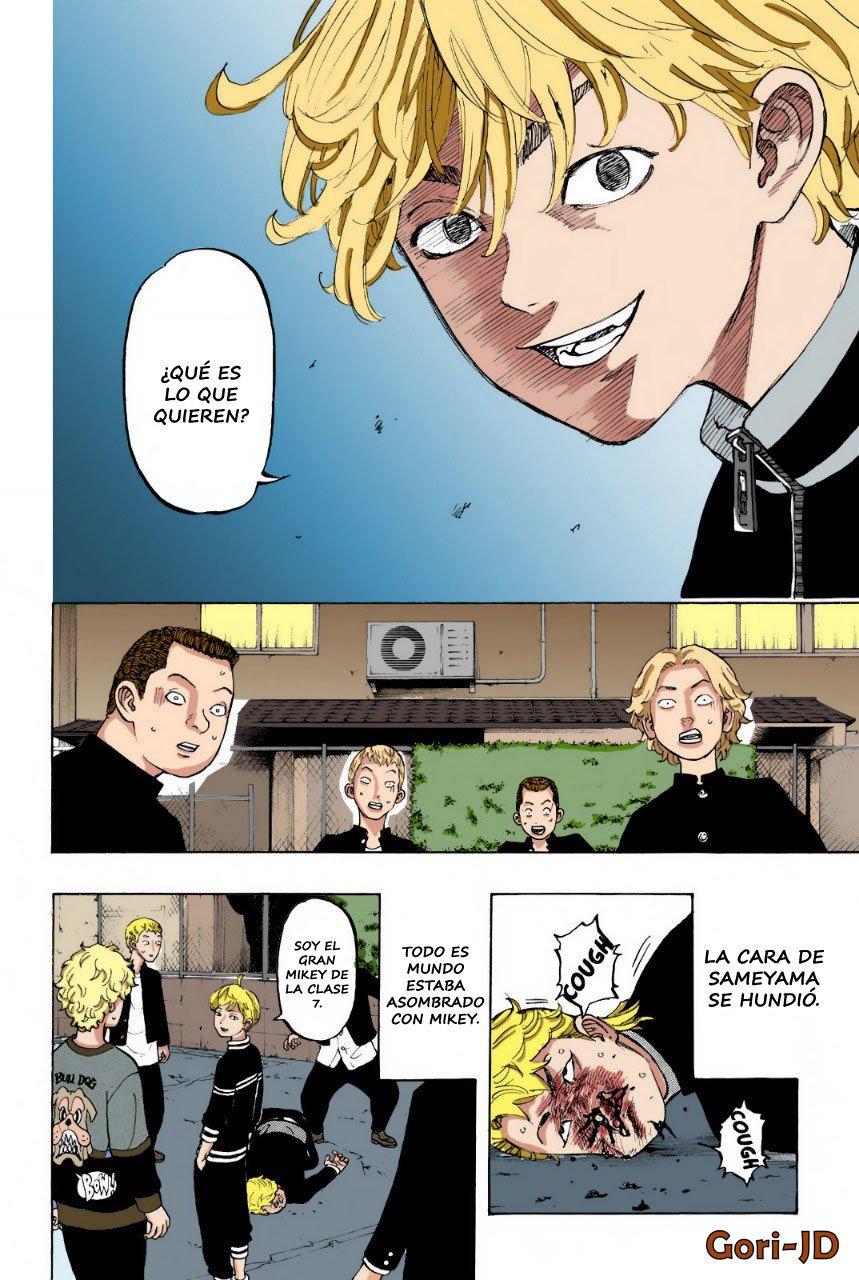 ¿QUÉ ES
LO QUE
QUIEREN?
LA CARA DE
SAMEYAMA
SE HUNDIÓ.
COUGH
COUGH
TODO ES
MUNDO
ESTABA
ASOMBRADO
CON MIKEY.
SOY EL
GRAN
MIKEY DE
LA CLASE
7.
BULL DOG
BOW!
Gori-JD